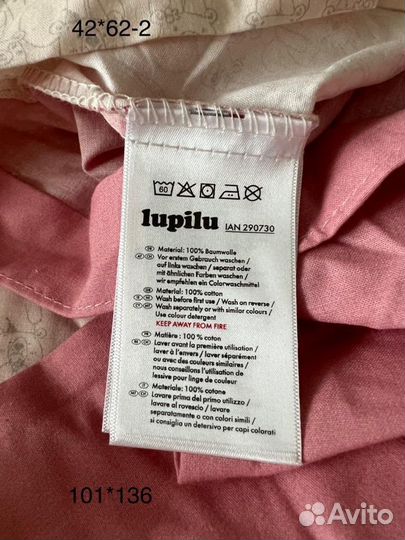 42*62-2
60
lupilu IAN 290730
Material: 100% Baumwolle
Vor erstem Gebrauch waschen /
auf links waschen / separat oder
mit ähnlichen Farben waschen /
wir empfehlen ein Colorwaschmittel
Material: 100% cotton
Wash before first use / Wash on reverse /
Wash separately or with similar colours /
Use colour detergent
KEEP AWAY FROM FIRE
Matière : 100 % coton
Laver avant la première utilisation /
laver à l'envers / laver séparément
ou avec des couleurs similaires /
nous conseillons l'utilisation d'une
lessive pour linge de couleur
Materiale: 100% cotone
Lavare prima del primo utilizzo /
lavare al rovescio / lavare
separatamente o con colori simili /
si consiglia un detersivo per capi colorati
101*136
Avito